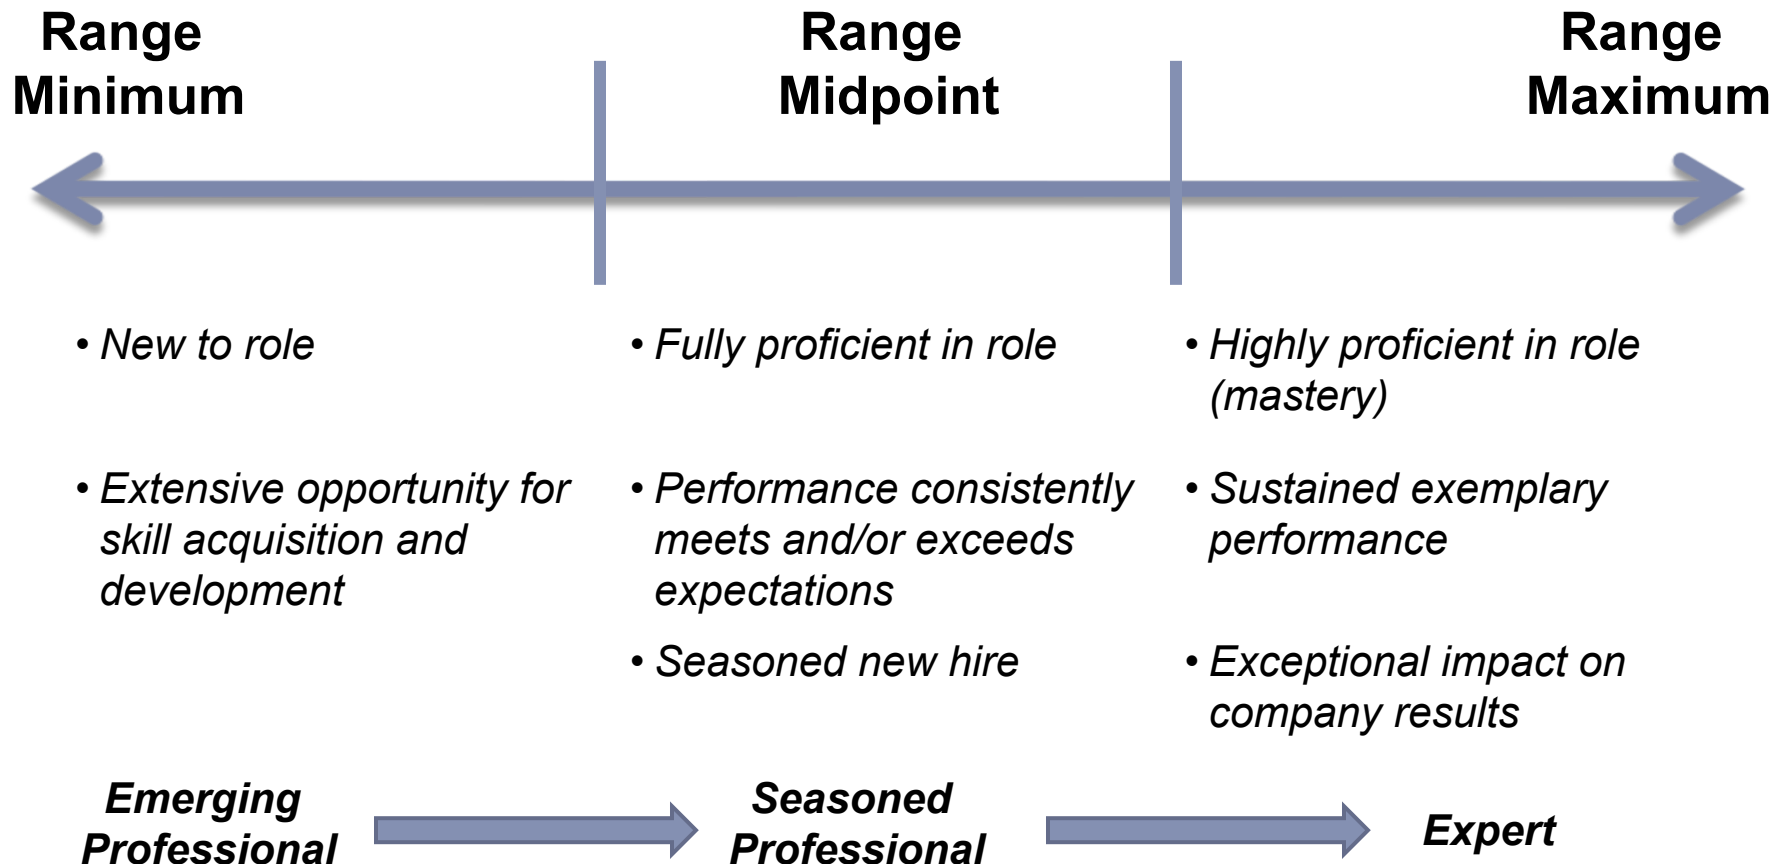 Range
Minimum
Range
Midpoint
Range
Maximum
• New to role
• Extensive opportunity for
skill acquisition and
development
• Fully proficient in role
• Performance consistently
meets and/or exceeds
expectations
• Seasoned new hire
• Highly proficient in role
(mastery)
• Sustained exemplary
performance
• Exceptional impact on
company results
Emerging
Professional
Seasoned
Professional
Expert